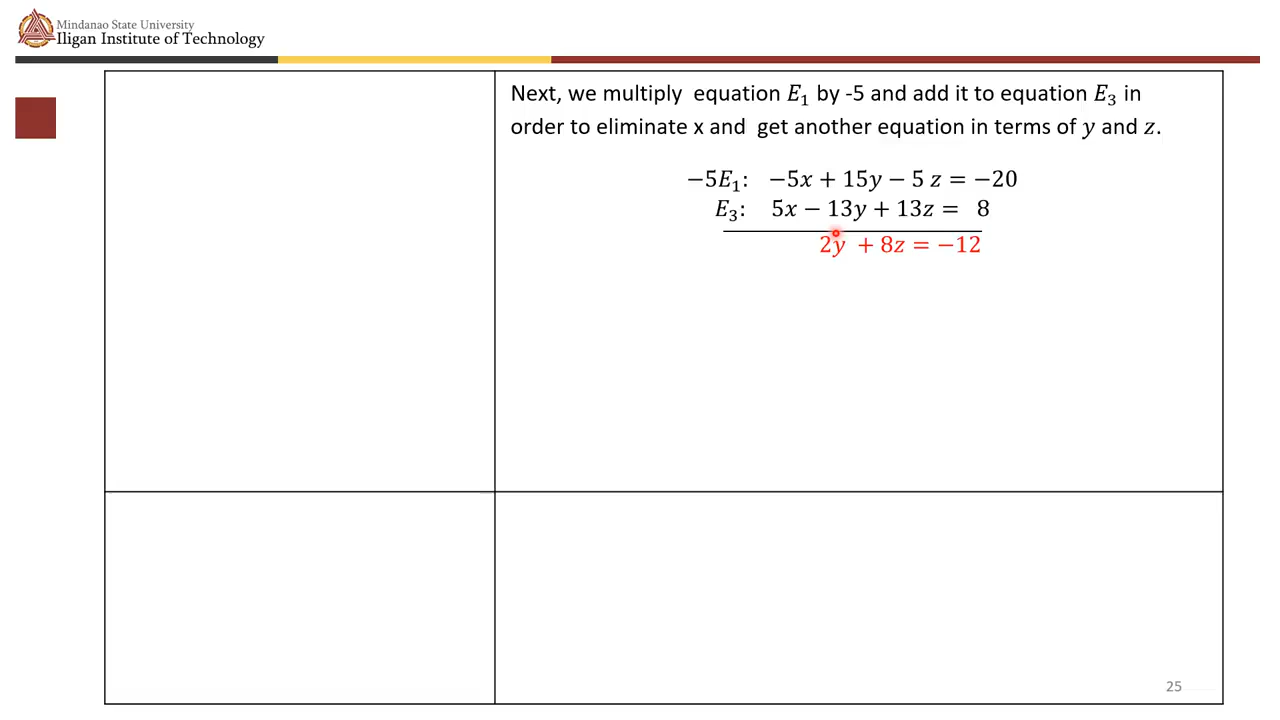 Mindanao State University
Iligan Institute of Technology
Next, we multiply equation 𝐸₁ by -5 and add it to equation 𝐸₃ in
order to eliminate x and get another equation in terms of 𝑦 and 𝑧.
−5𝐸₁: −5𝑥 + 15𝑦 − 5 𝑧 = −20
𝐸₃: 5𝑥 − 13𝑦 + 13𝑧 = 8
2𝑦 + 8𝑧 = −12
25